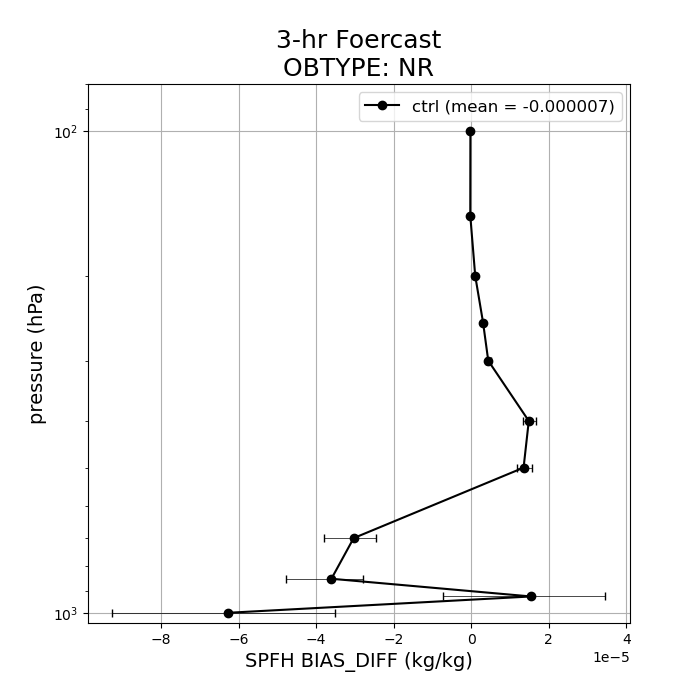 3-hr Foercast
OBTYPE: NR
ctrl (mean = -0.000007)
10²
pressure (hPa)
10³
−8 −6 −4 −2 0 2 4
1e−5
SPFH BIAS_DIFF (kg/kg)